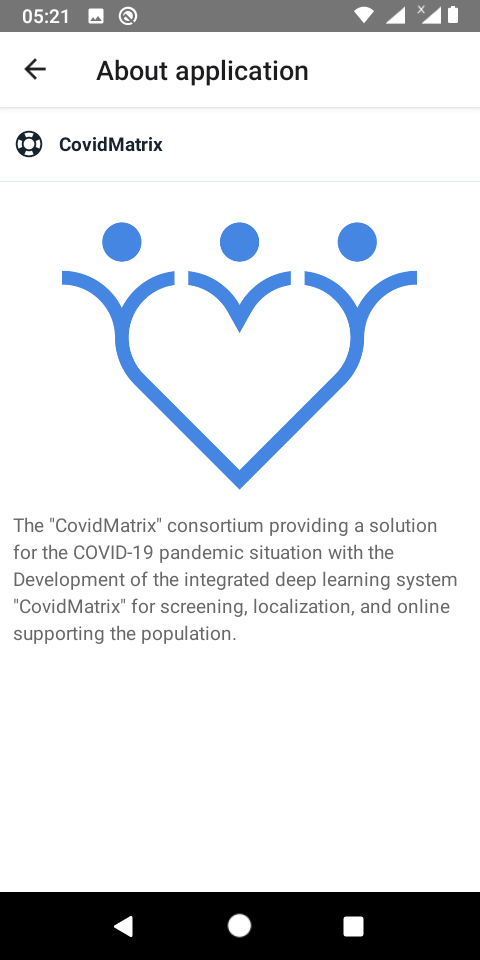 05:21
About application
CovidMatrix
The "CovidMatrix" consortium providing a solution
for the COVID-19 pandemic situation with the
Development of the integrated deep learning system
"CovidMatrix" for screening, localization, and online
supporting the population.